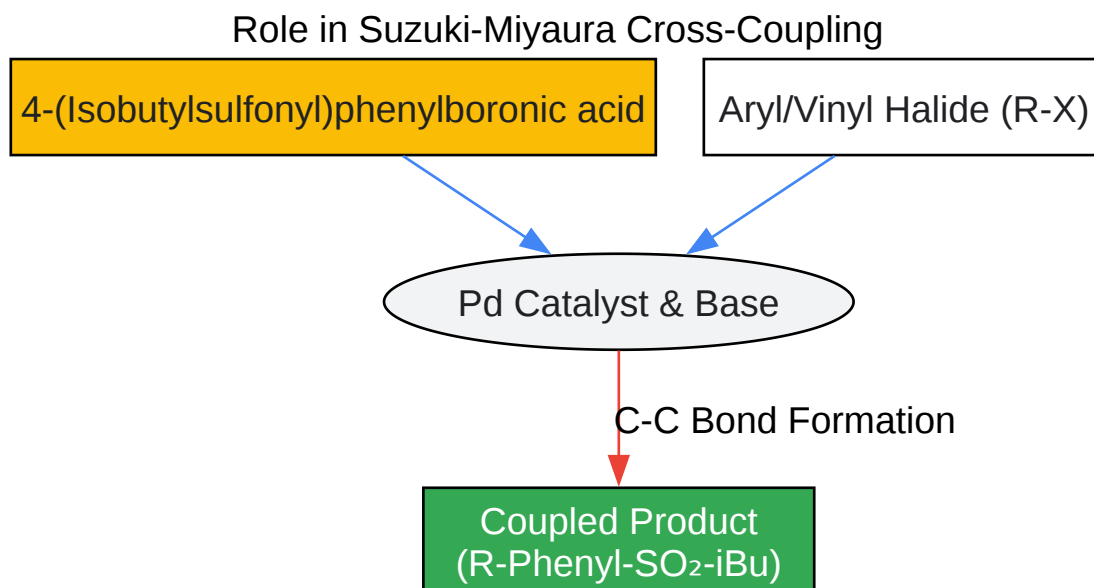 Role in Suzuki-Miyaura Cross-Coupling
4-(Isobutylsulfonyl)phenylboronic acid
Aryl/Vinyl Halide (R-X)
Pd Catalyst & Base
C-C Bond Formation
Coupled Product
(R-Phenyl-SO₂-iBu)